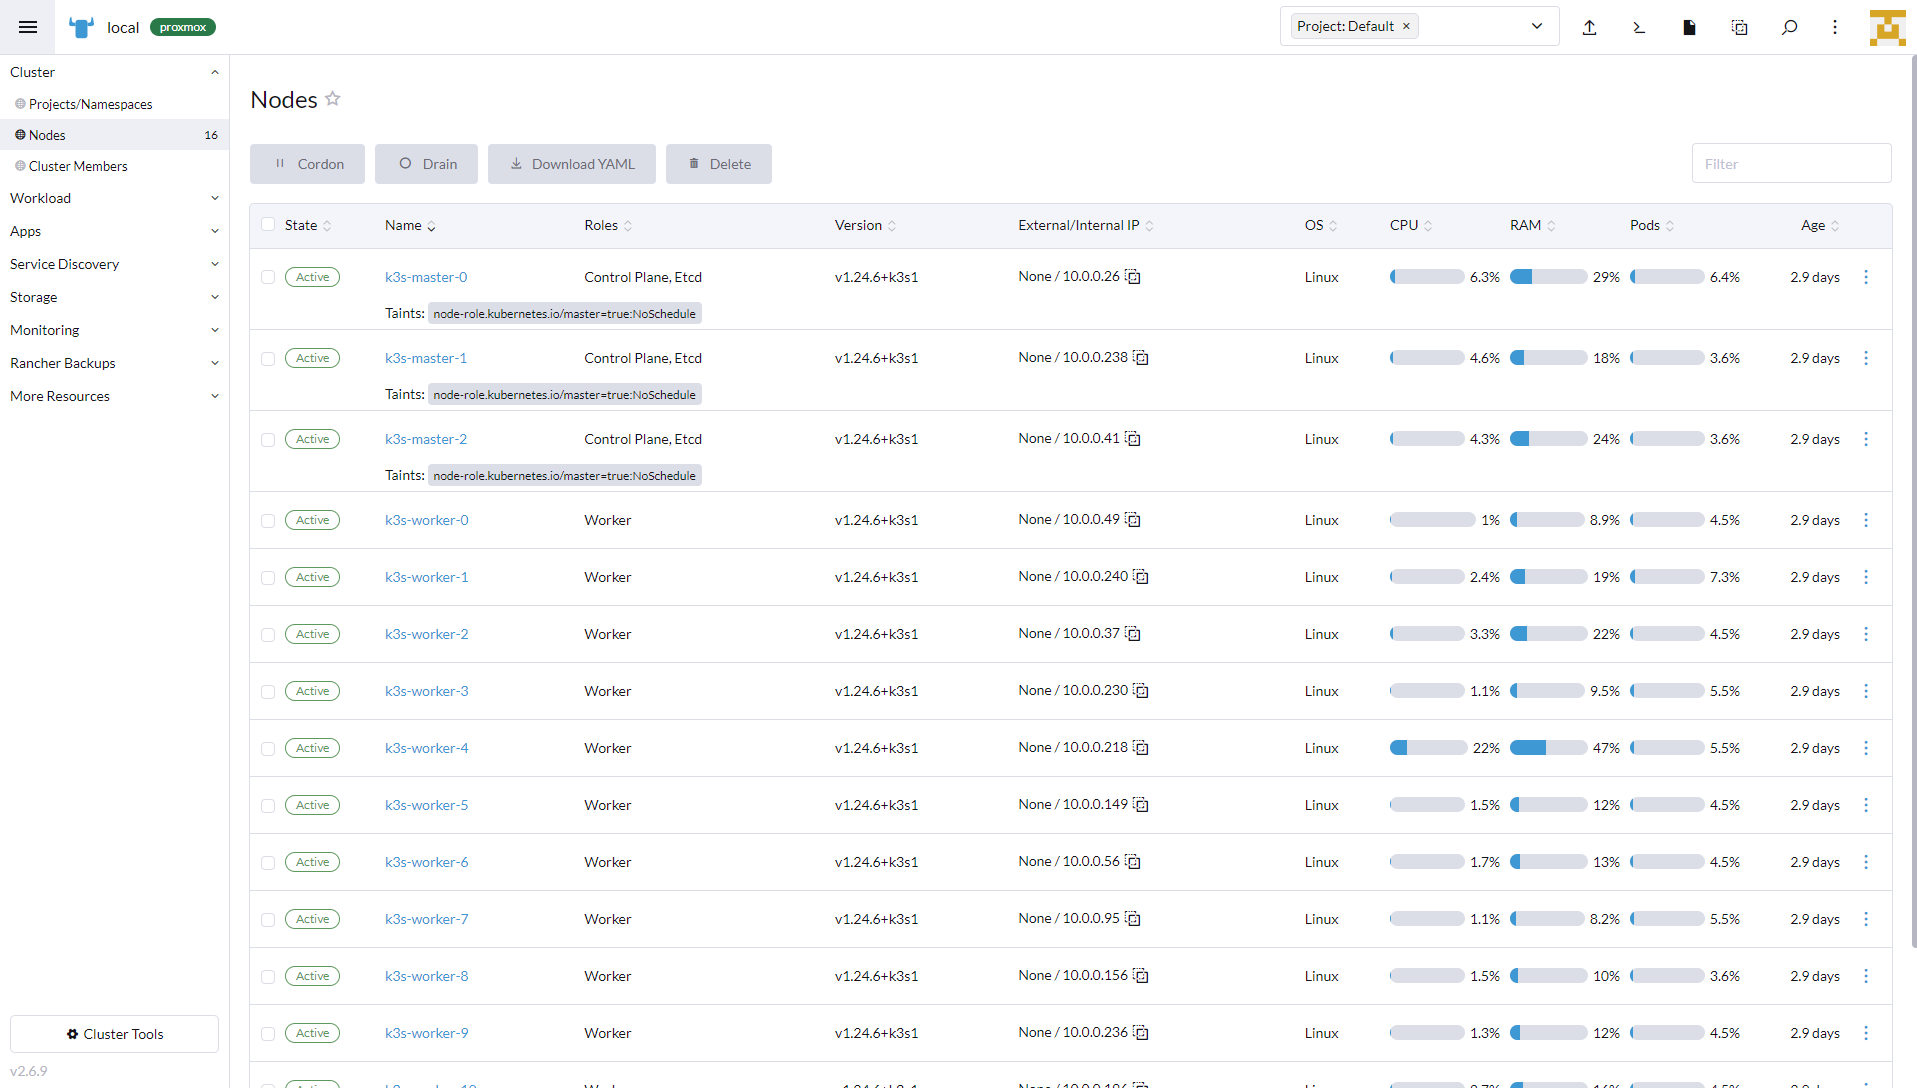 local proxmox Project: Default ×
Cluster
Projects/Namespaces
Nodes 16
Cluster Members
Workload
Apps
Service Discovery
Storage
Monitoring
Rancher Backups
More Resources
Cluster Tools
v2.6.9
Nodes
Cordon Drain Download YAML Delete Filter
State Name Roles Version External/Internal IP OS CPU RAM Pods Age
Active k3s-master-0 Control Plane, Etcd v1.24.6+k3s1 None / 10.0.0.26 Linux 6.3% 29% 6.4% 2.9 days
Taints: node-role.kubernetes.io/master=true:NoSchedule
Active k3s-master-1 Control Plane, Etcd v1.24.6+k3s1 None / 10.0.0.238 Linux 4.6% 18% 3.6% 2.9 days
Taints: node-role.kubernetes.io/master=true:NoSchedule
Active k3s-master-2 Control Plane, Etcd v1.24.6+k3s1 None / 10.0.0.41 Linux 4.3% 24% 3.6% 2.9 days
Taints: node-role.kubernetes.io/master=true:NoSchedule
Active k3s-worker-0 Worker v1.24.6+k3s1 None / 10.0.0.49 Linux 1% 8.9% 4.5% 2.9 days
Active k3s-worker-1 Worker v1.24.6+k3s1 None / 10.0.0.240 Linux 2.4% 19% 7.3% 2.9 days
Active k3s-worker-2 Worker v1.24.6+k3s1 None / 10.0.0.37 Linux 3.3% 22% 4.5% 2.9 days
Active k3s-worker-3 Worker v1.24.6+k3s1 None / 10.0.0.230 Linux 1.1% 9.5% 5.5% 2.9 days
Active k3s-worker-4 Worker v1.24.6+k3s1 None / 10.0.0.218 Linux 22% 47% 5.5% 2.9 days
Active k3s-worker-5 Worker v1.24.6+k3s1 None / 10.0.0.149 Linux 1.5% 12% 4.5% 2.9 days
Active k3s-worker-6 Worker v1.24.6+k3s1 None / 10.0.0.56 Linux 1.7% 13% 4.5% 2.9 days
Active k3s-worker-7 Worker v1.24.6+k3s1 None / 10.0.0.95 Linux 1.1% 8.2% 5.5% 2.9 days
Active k3s-worker-8 Worker v1.24.6+k3s1 None / 10.0.0.156 Linux 1.5% 10% 3.6% 2.9 days
Active k3s-worker-9 Worker v1.24.6+k3s1 None / 10.0.0.236 Linux 1.3% 12% 4.5% 2.9 days